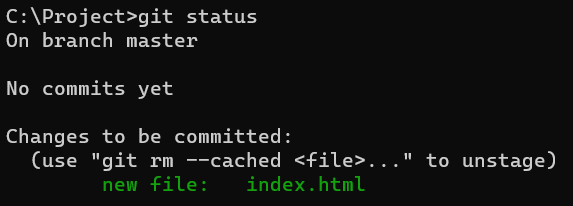 C:\Project>git status
On branch master

No commits yet

Changes to be committed:
  (use "git rm --cached <file>..." to unstage)
        new file:   index.html